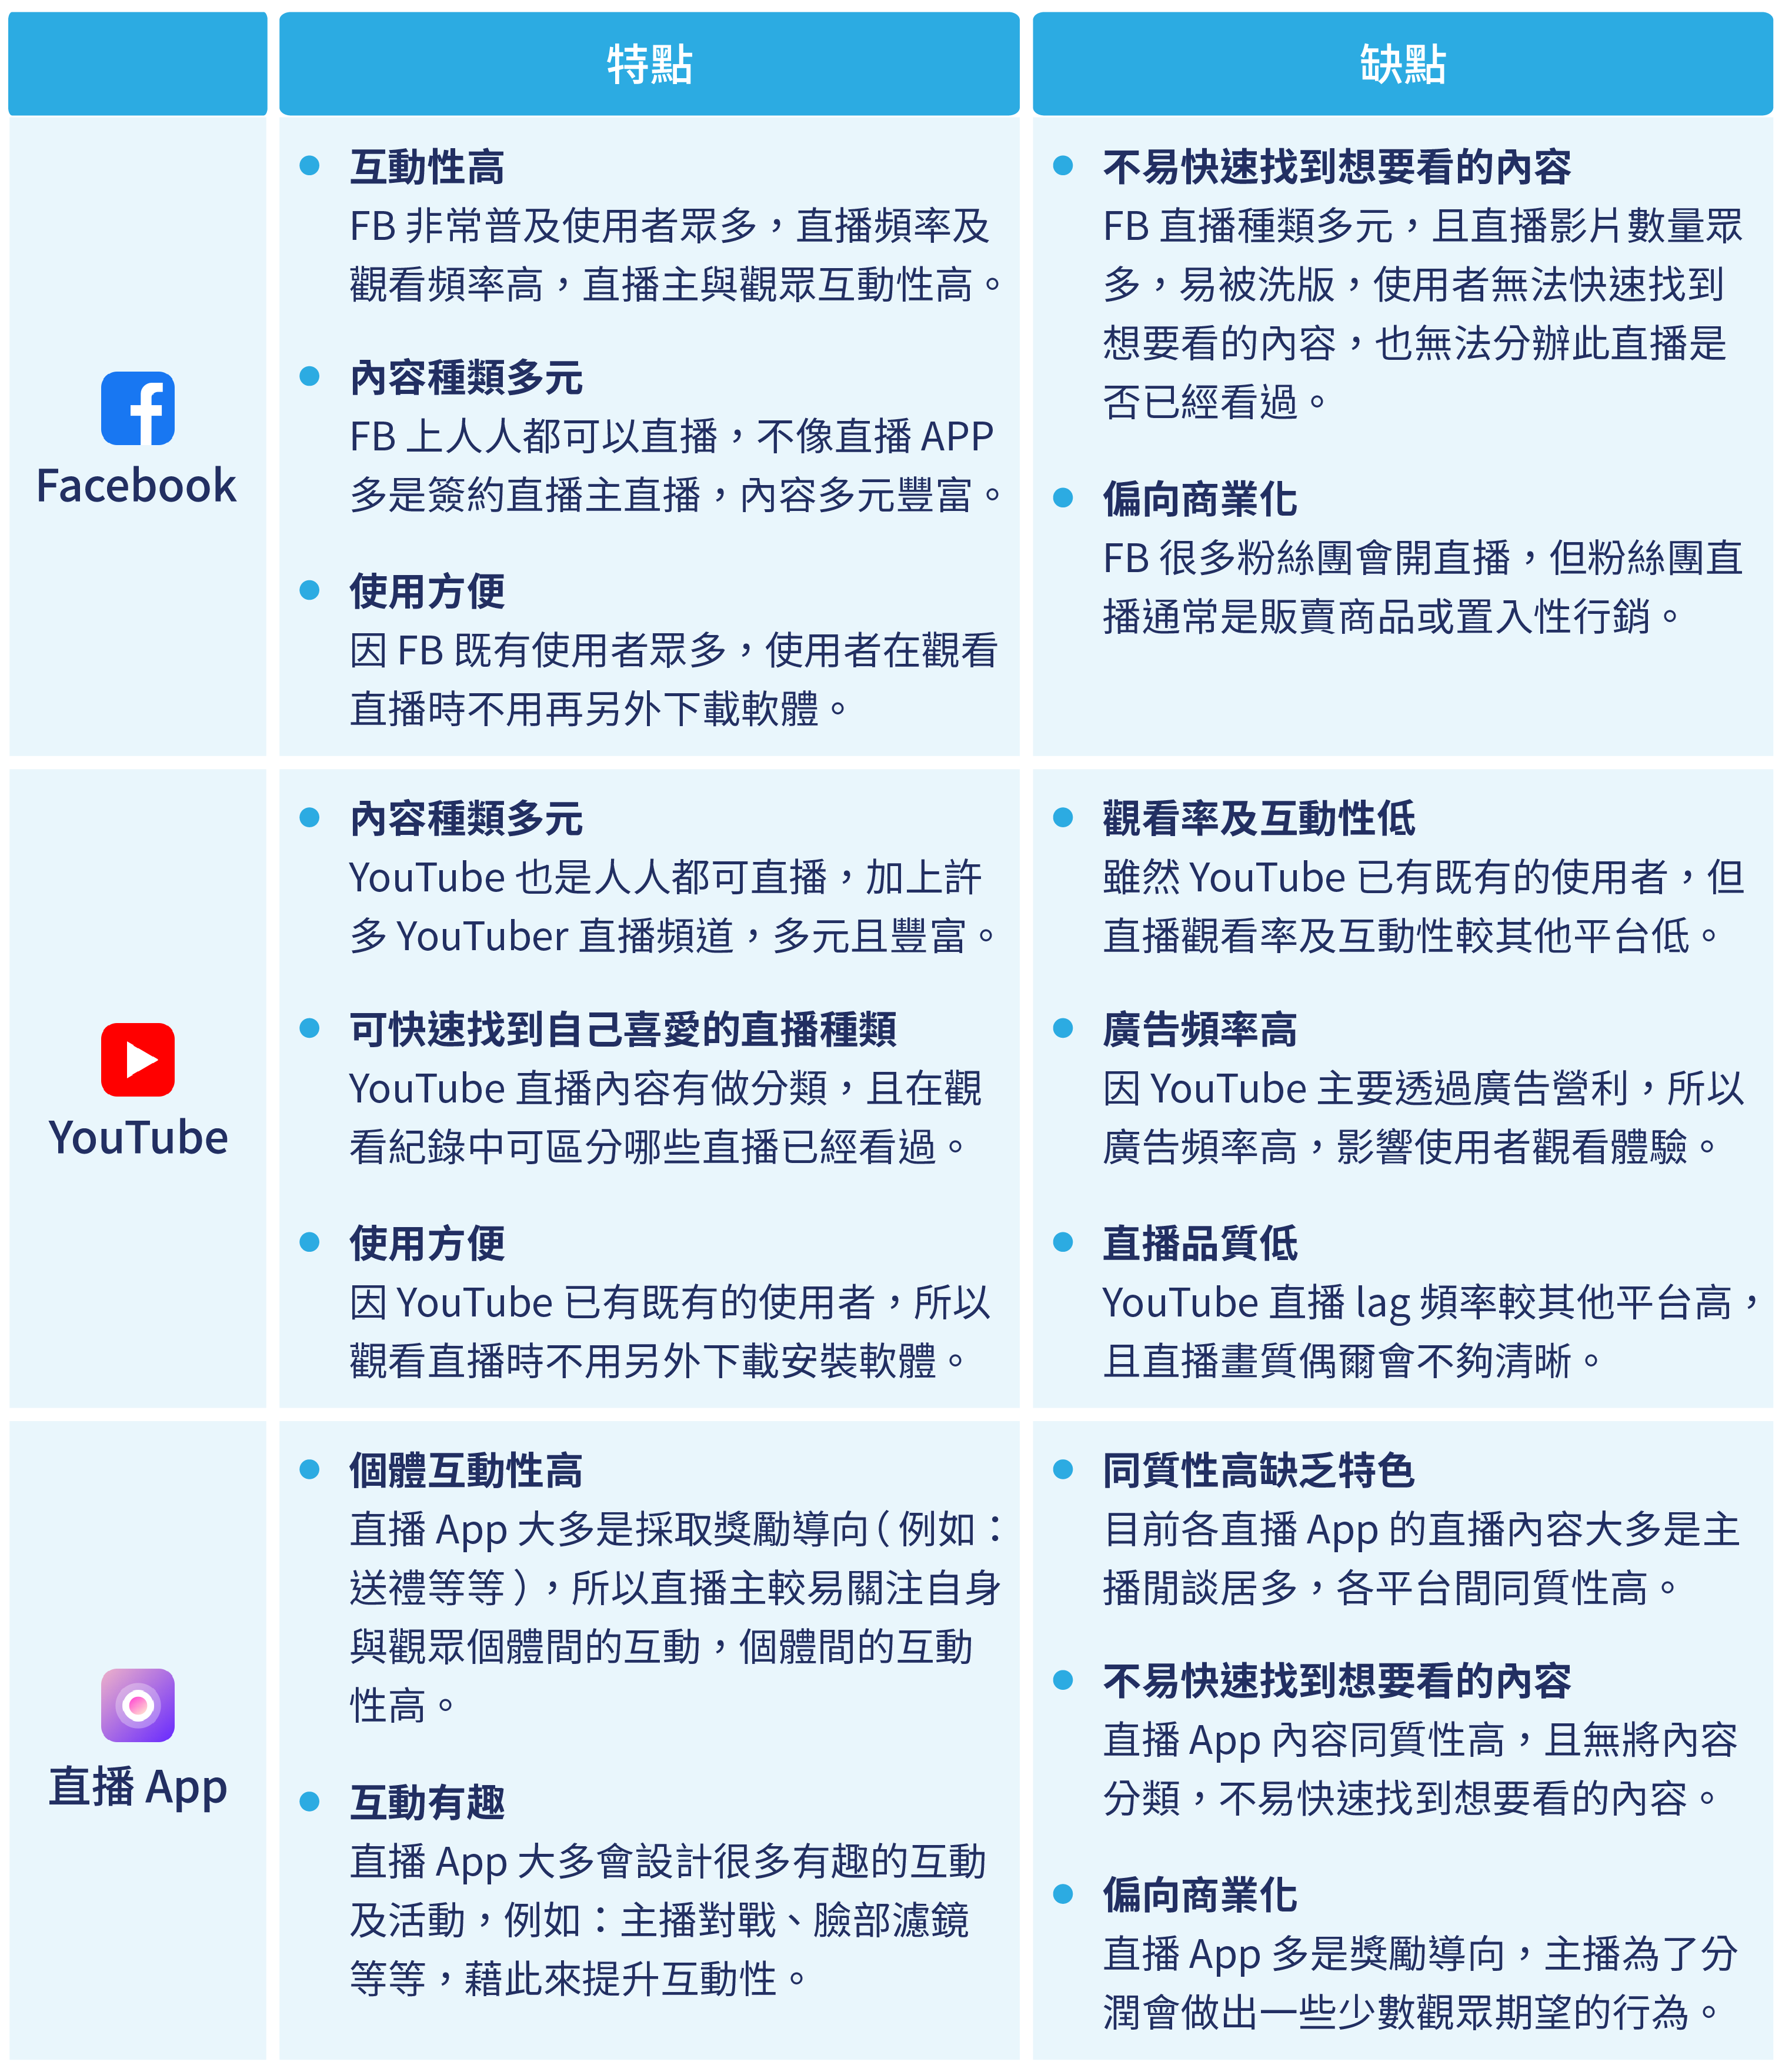 特點
缺點
Facebook
互動性高
FB 非常普及使用者眾多，直播頻率及
觀看頻率高，直播主與觀眾互動性高。
內容種類多元
FB 上人人都可以直播，不像直播 APP
多是簽約直播主直播，內容多元豐富。
使用方便
因 FB 既有使用者眾多，使用者在觀看
直播時不用再另外下載軟體。
不易快速找到想要看的內容
FB 直播種類多元，且直播影片數量眾
多，易被洗版，使用者無法快速找到
想要看的內容，也無法分辦此直播是
否已經看過。
偏向商業化
FB 很多粉絲團會開直播，但粉絲團直
播通常是販賣商品或置入性行銷。
YouTube
內容種類多元
YouTube 也是人人都可直播，加上許
多 YouTuber 直播頻道，多元且豐富。
可快速找到自己喜愛的直播種類
YouTube 直播內容有做分類，且在觀
看紀錄中可區分哪些直播已經看過。
使用方便
因 YouTube 已有既有的使用者，所以
觀看直播時不用另外下載安裝軟體。
觀看率及互動性低
雖然 YouTube 已有既有的使用者，但
直播觀看率及互動性較其他平台低。
廣告頻率高
因 YouTube 主要透過廣告營利，所以
廣告頻率高，影響使用者觀看體驗。
直播品質低
YouTube 直播 lag 頻率較其他平台高，
且直播畫質偶爾會不夠清晰。
直播 App
個體互動性高
直播 App 大多是採取獎勵導向（例如：
送禮等等），所以直播主較易關注自身
與觀眾個體間的互動，個體間的互動
性高。
互動有趣
直播 App 大多會設計很多有趣的互動
及活動，例如：主播對戰、臉部濾鏡
等等，藉此來提升互動性。
同質性高缺乏特色
目前各直播 App 的直播內容大多是主
播閒談居多，各平台間同質性高。
不易快速找到想要看的內容
直播 App 內容同質性高，且無將內容
分類，不易快速找到想要看的內容。
偏向商業化
直播 App 多是獎勵導向，主播為了分
潤會做出一些少數觀眾期望的行為。